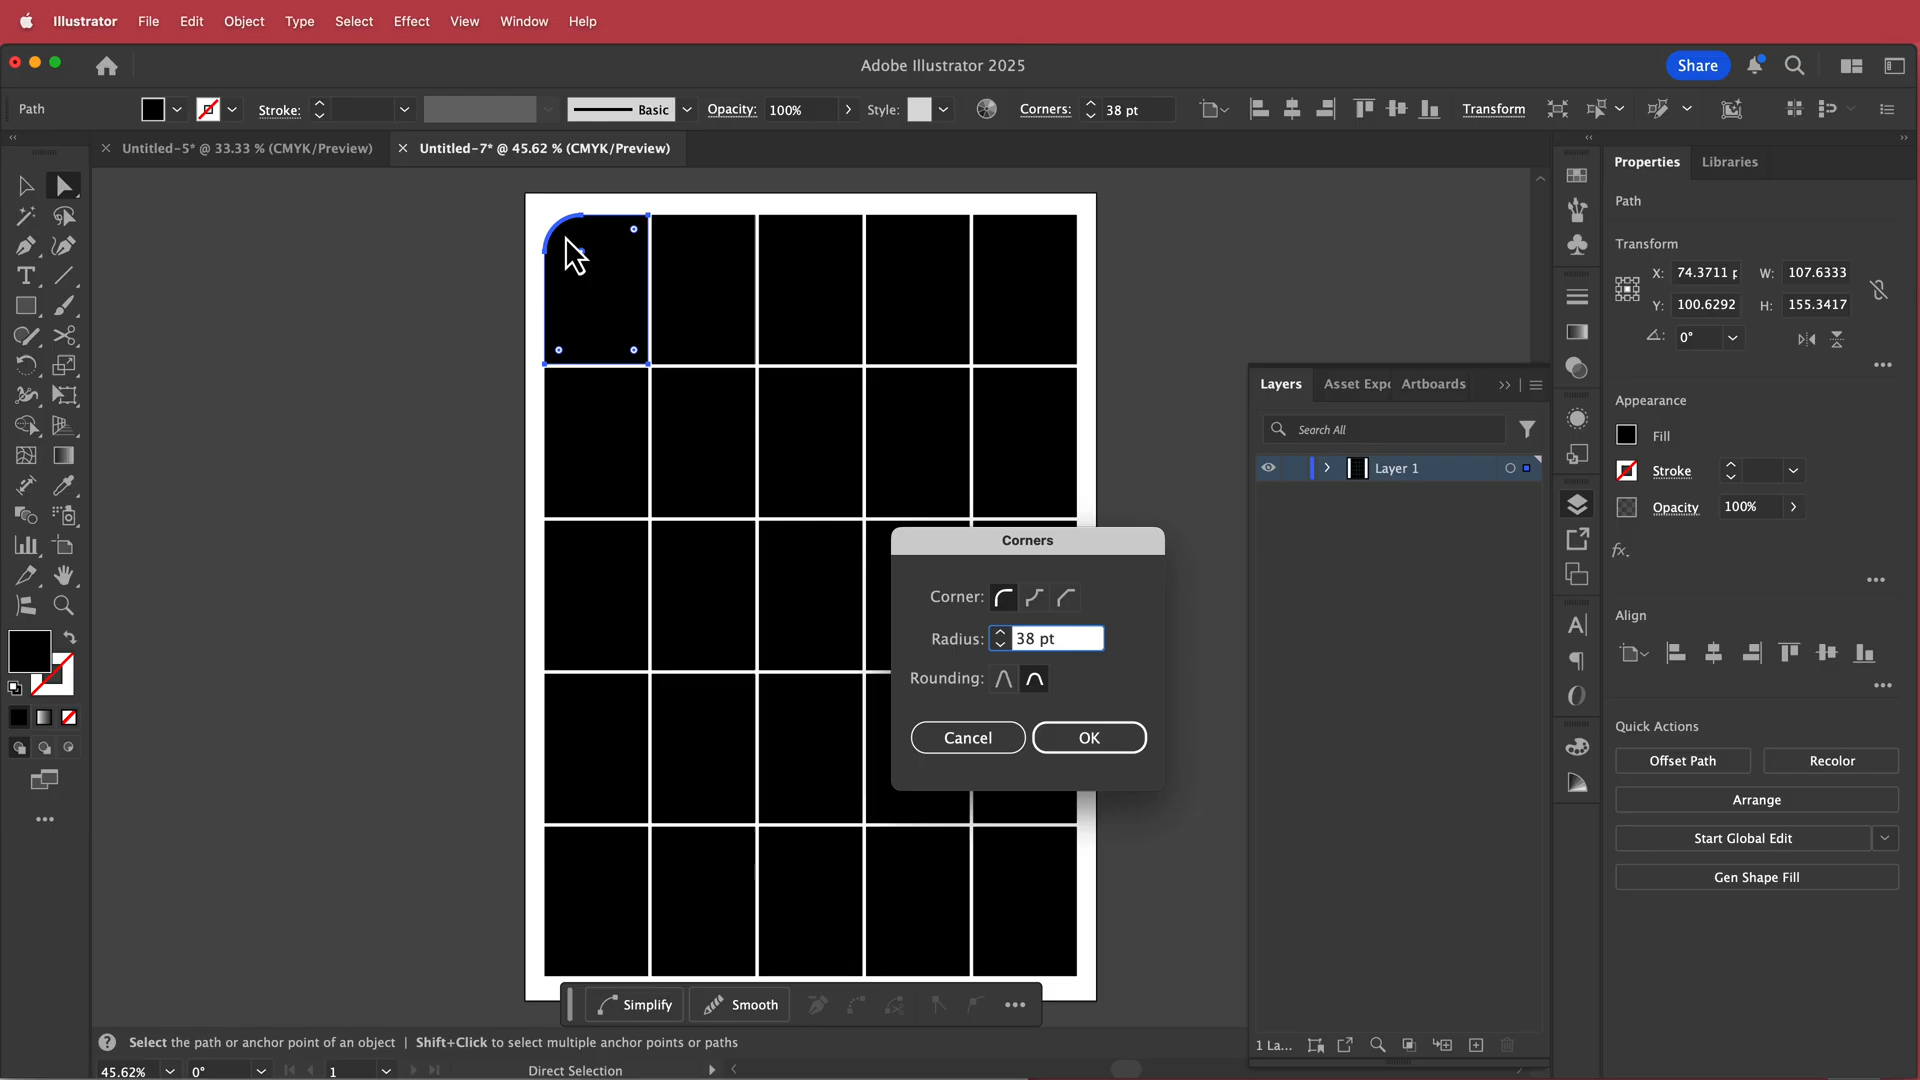 Illustrator File Edit Object Type Select Effect View Window Help
Adobe Illustrator 2025
Share
Path Stroke: Basic Opacity: 100% Style: Corners: 38 pt Transform
Untitled-5* @ 33.33 % (CMYK/Preview) Untitled-7* @ 45.62 % (CMYK/Preview)
Properties Libraries
Path
Transform
X: 74.3711 p W: 107.6333
Y: 100.6292 H: 155.3417
0°
Appearance
Fill
Stroke
Opacity 100%
fx.
Align
Quick Actions
Offset Path Recolor
Arrange
Start Global Edit
Gen Shape Fill
Layers Asset Expo Artboards
Search All
Layer 1
1 La...
Corners
Corner:
Radius: 38 pt
Rounding:
Cancel OK
Simplify Smooth
Select the path or anchor point of an object | Shift+Click to select multiple anchor points or paths
45.62% 0° 1 Direct Selection